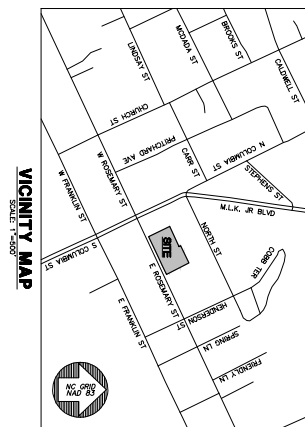 LINDSAY ST
MCDADA ST
BROOKS ST
CALDWELL ST
CHURCH ST
PRITCHARD AVE
CARR ST
N COLUMBIA ST
STEPHENS ST
M.L.K. JR BLVD
W ROSEMARY ST
W FRANKLIN ST
S COLUMBIA ST
SITE
NORTH ST
COBB TER
E ROSEMARY ST
E FRANKLIN ST
HENDERSON ST
SPRING LN
FRIENDLY LN
NC GRID
NAD 83
VICINITY MAP
SCALE: 1"=500'